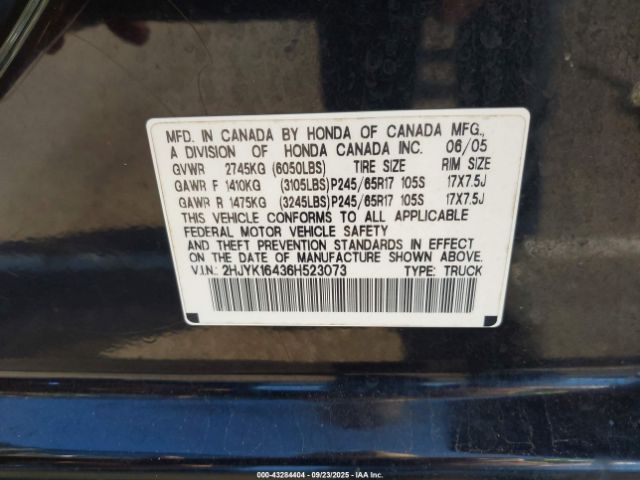 MFD. IN CANADA BY HONDA OF CANADA MFG.,
A DIVISION OF HONDA CANADA INC. 06/05
GVWR 2745KG (6050LBS) TIRE SIZE RIM SIZE
GAWR F 1410KG (3105LBS) P245/65R17 105S 17X7.5J
GAWR R 1475KG (3245LBS) P245/65R17 105S 17X7.5J
THIS VEHICLE CONFORMS TO ALL APPLICABLE
FEDERAL MOTOR VEHICLE SAFETY
AND THEFT PREVENTION STANDARDS IN EFFECT
ON THE DATE OF MANUFACTURE SHOWN ABOVE.
V.I.N.: 2HJYK16436H523073 TYPE: TRUCK
000-43284404 - 09/23/2025 - IAA Inc.